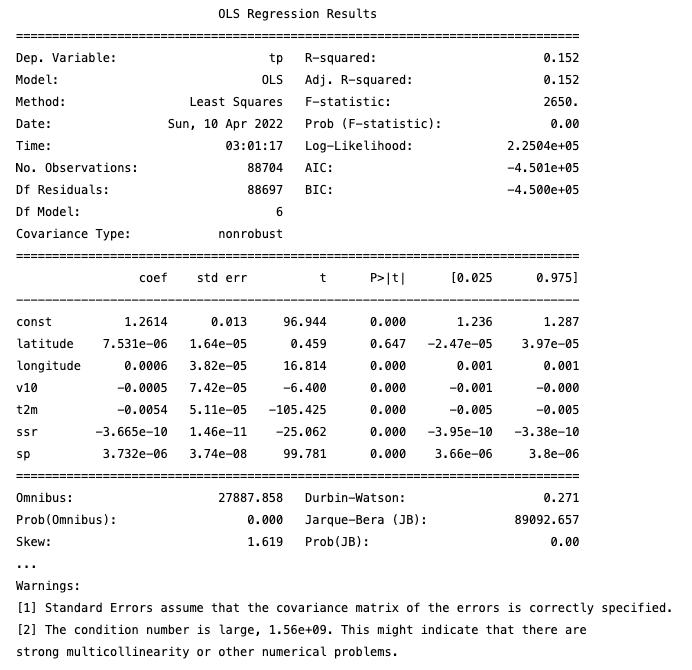 OLS Regression Results
==============================================================================
Dep. Variable: tp R-squared: 0.152
Model: OLS Adj. R-squared: 0.152
Method: Least Squares F-statistic: 2650.
Date: Sun, 10 Apr 2022 Prob (F-statistic): 0.00
Time: 03:01:17 Log-Likelihood: 2.2504e+05
No. Observations: 88704 AIC: -4.501e+05
Df Residuals: 88697 BIC: -4.500e+05
Df Model: 6
Covariance Type: nonrobust
==============================================================================
coef std err t P>|t| [0.025 0.975]
------------------------------------------------------------------------------
const 1.2614 0.013 96.944 0.000 1.236 1.287
latitude 7.531e-06 1.64e-05 0.459 0.647 -2.47e-05 3.97e-05
longitude 0.0006 3.82e-05 16.814 0.000 0.001 0.001
v10 -0.0005 7.42e-05 -6.400 0.000 -0.001 -0.000
t2m -0.0054 5.11e-05 -105.425 0.000 -0.005 -0.005
ssr -3.665e-10 1.46e-11 -25.062 0.000 -3.95e-10 -3.38e-10
sp 3.732e-06 3.74e-08 99.781 0.000 3.66e-06 3.8e-06
==============================================================================
Omnibus: 27887.858 Durbin-Watson: 0.271
Prob(Omnibus): 0.000 Jarque-Bera (JB): 89092.657
Skew: 1.619 Prob(JB): 0.00
...
Warnings:
[1] Standard Errors assume that the covariance matrix of the errors is correctly specified.
[2] The condition number is large, 1.56e+09. This might indicate that there are
strong multicollinearity or other numerical problems.